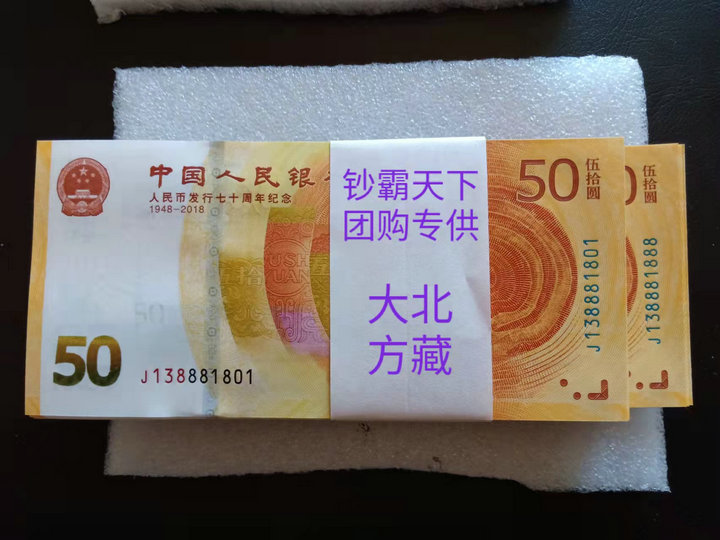 中国人民银
人民币发行七十周年纪念
1948-2018
50
J138881801
钞霸天下
团购专供
大北
方藏
50
伍拾圆
J138881801
0
伍拾圆
J138881888